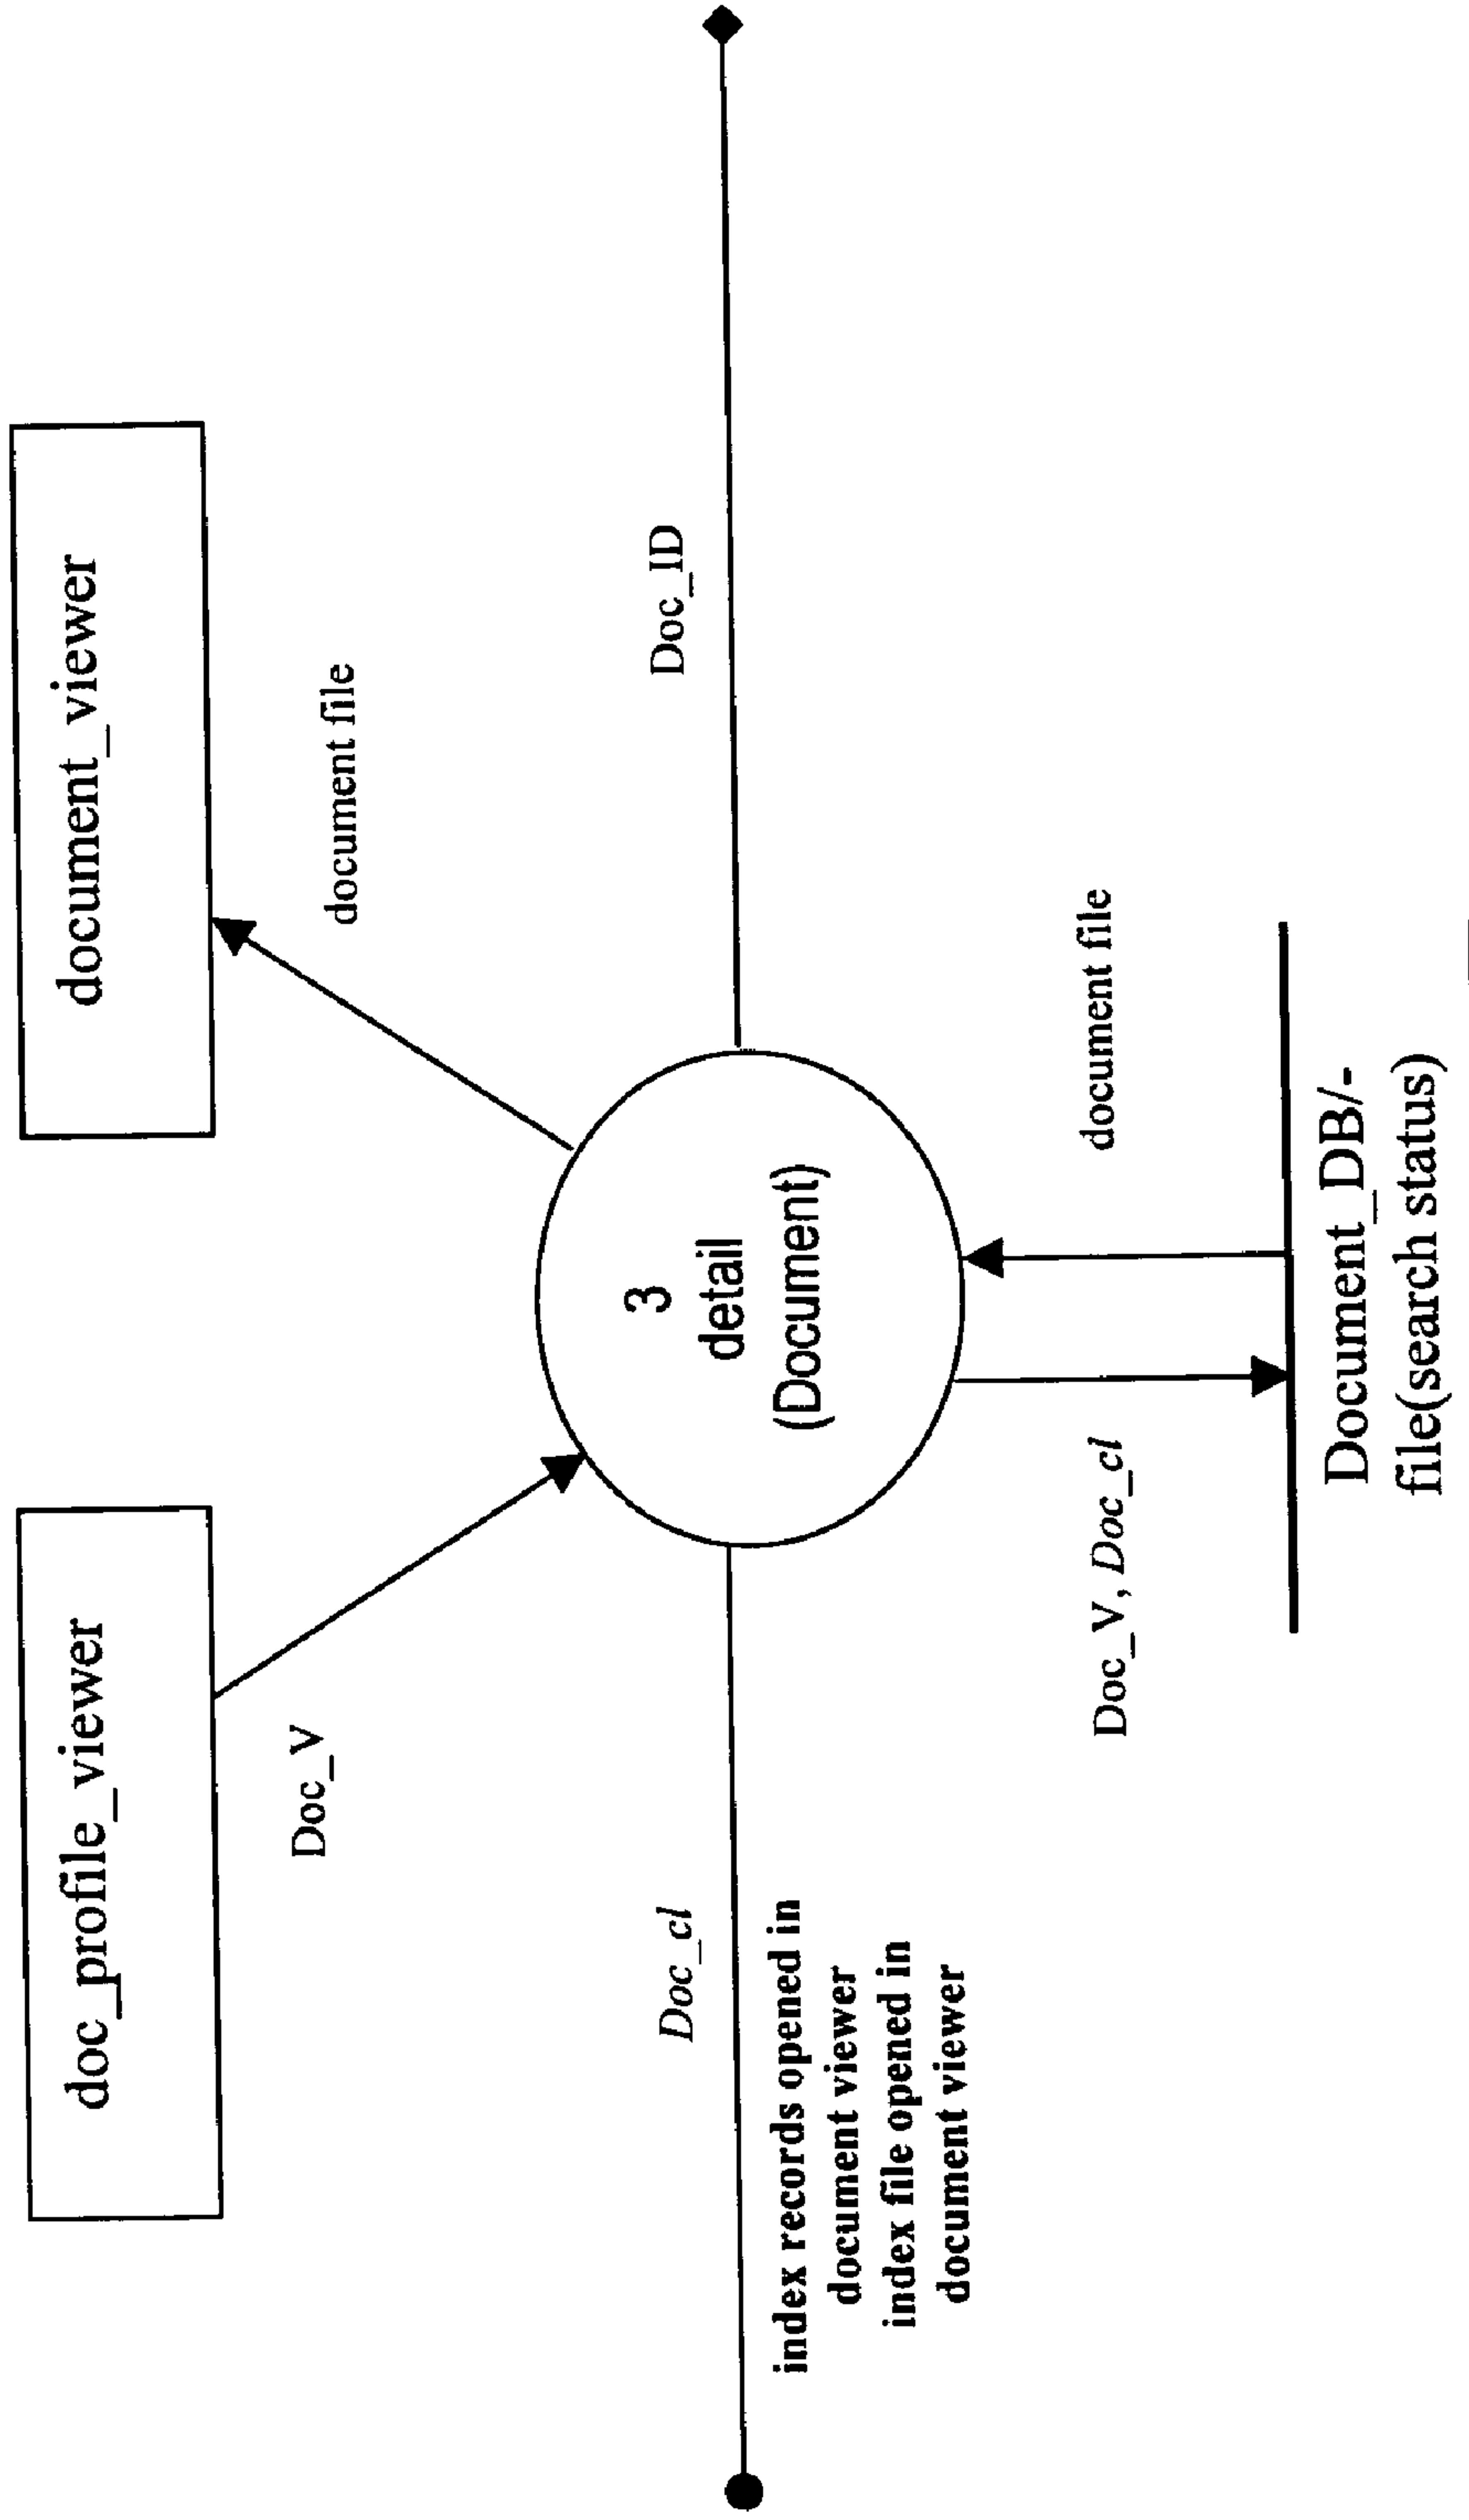 doc_profile_viewer
document_viewer
Doc_V
document file
Doc_cl
Doc_ID
3
detail
(Document)
index records opened in
document viewer
index file opened in
document viewer
Doc_V, Doc_cl
document file
Document_DB/-
file(search status)